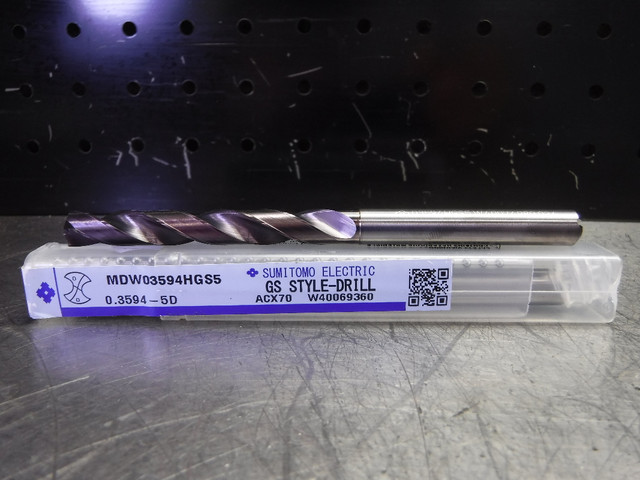 MDW03594HGS5
0.3594-5D
SUMITOMO ELECTRIC
GS STYLE-DRILL
ACX70 W40069360